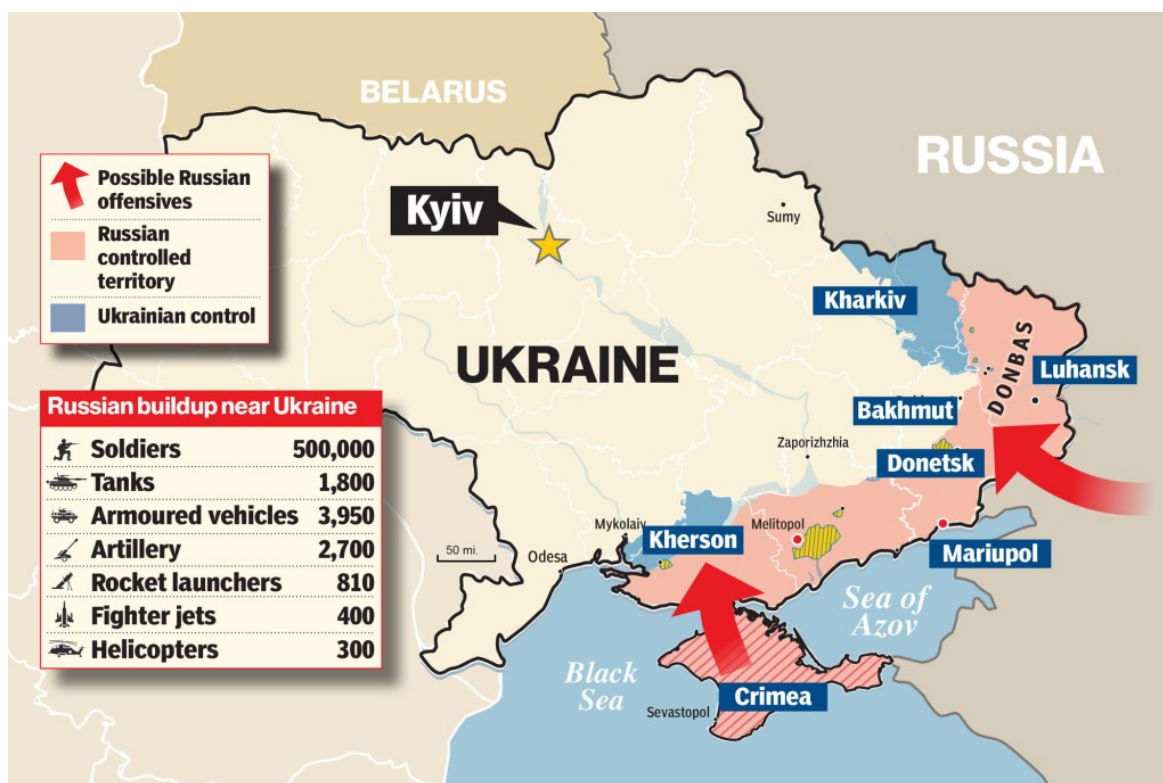 BELARUS
RUSSIA
Possible Russian
offensives
Russian
controlled
territory
Ukrainian control
Kyiv
Sumy
Kharkiv
UKRAINE
DONBAS
Luhansk
Bakhmut
Zaporizhzhia
Donetsk
Russian buildup near Ukraine
Soldiers 500,000
Tanks 1,800
Armoured vehicles 3,950
Artillery 2,700
Rocket launchers 810
Fighter jets 400
Helicopters 300
50 mi.
Mykolaiv
Kherson
Melitopol
Mariupol
Odesa
Sea of
Azov
Black
Sea
Crimea
Sevastopol